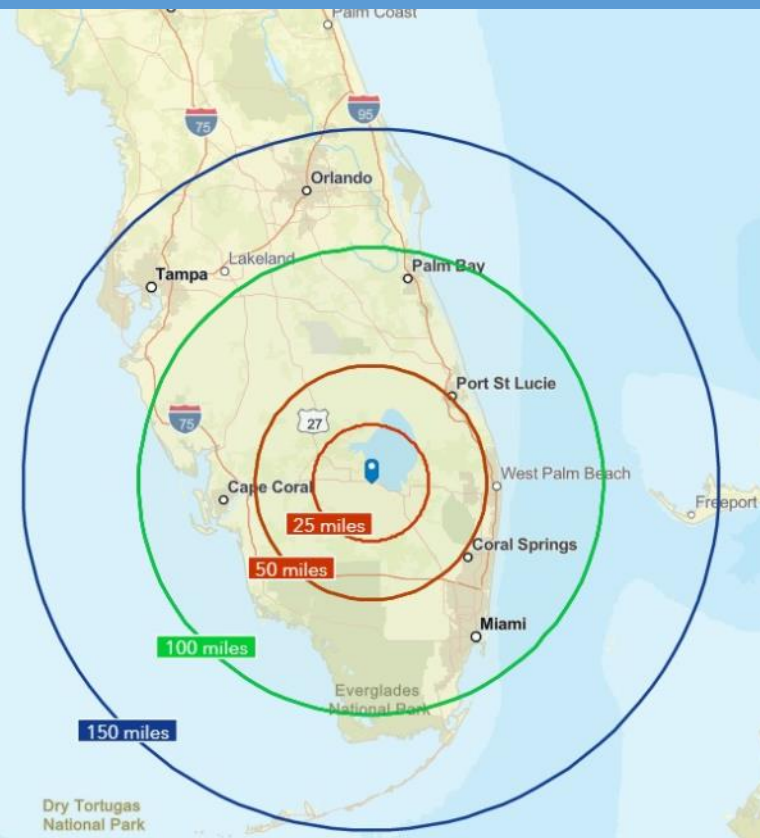 Palm Coast
95
75
Orlando
Lakeland
Palm Bay
Tampa
Port St Lucie
75
27
West Palm Beach
Cape Coral
Freeport
25 miles
Coral Springs
50 miles
Miami
100 miles
Everglades
National Park
150 miles
Dry Tortugas
National Park